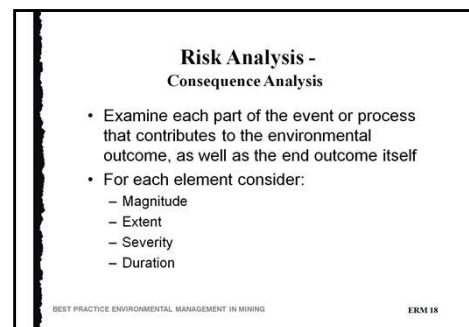 Risk Analysis -
Consequence Analysis
• Examine each part of the event or process
that contributes to the environmental
outcome, as well as the end outcome itself
• For each element consider:
– Magnitude
– Extent
– Severity
– Duration
BEST PRACTICE ENVIRONMENTAL MANAGEMENT IN MINING
ERM 18